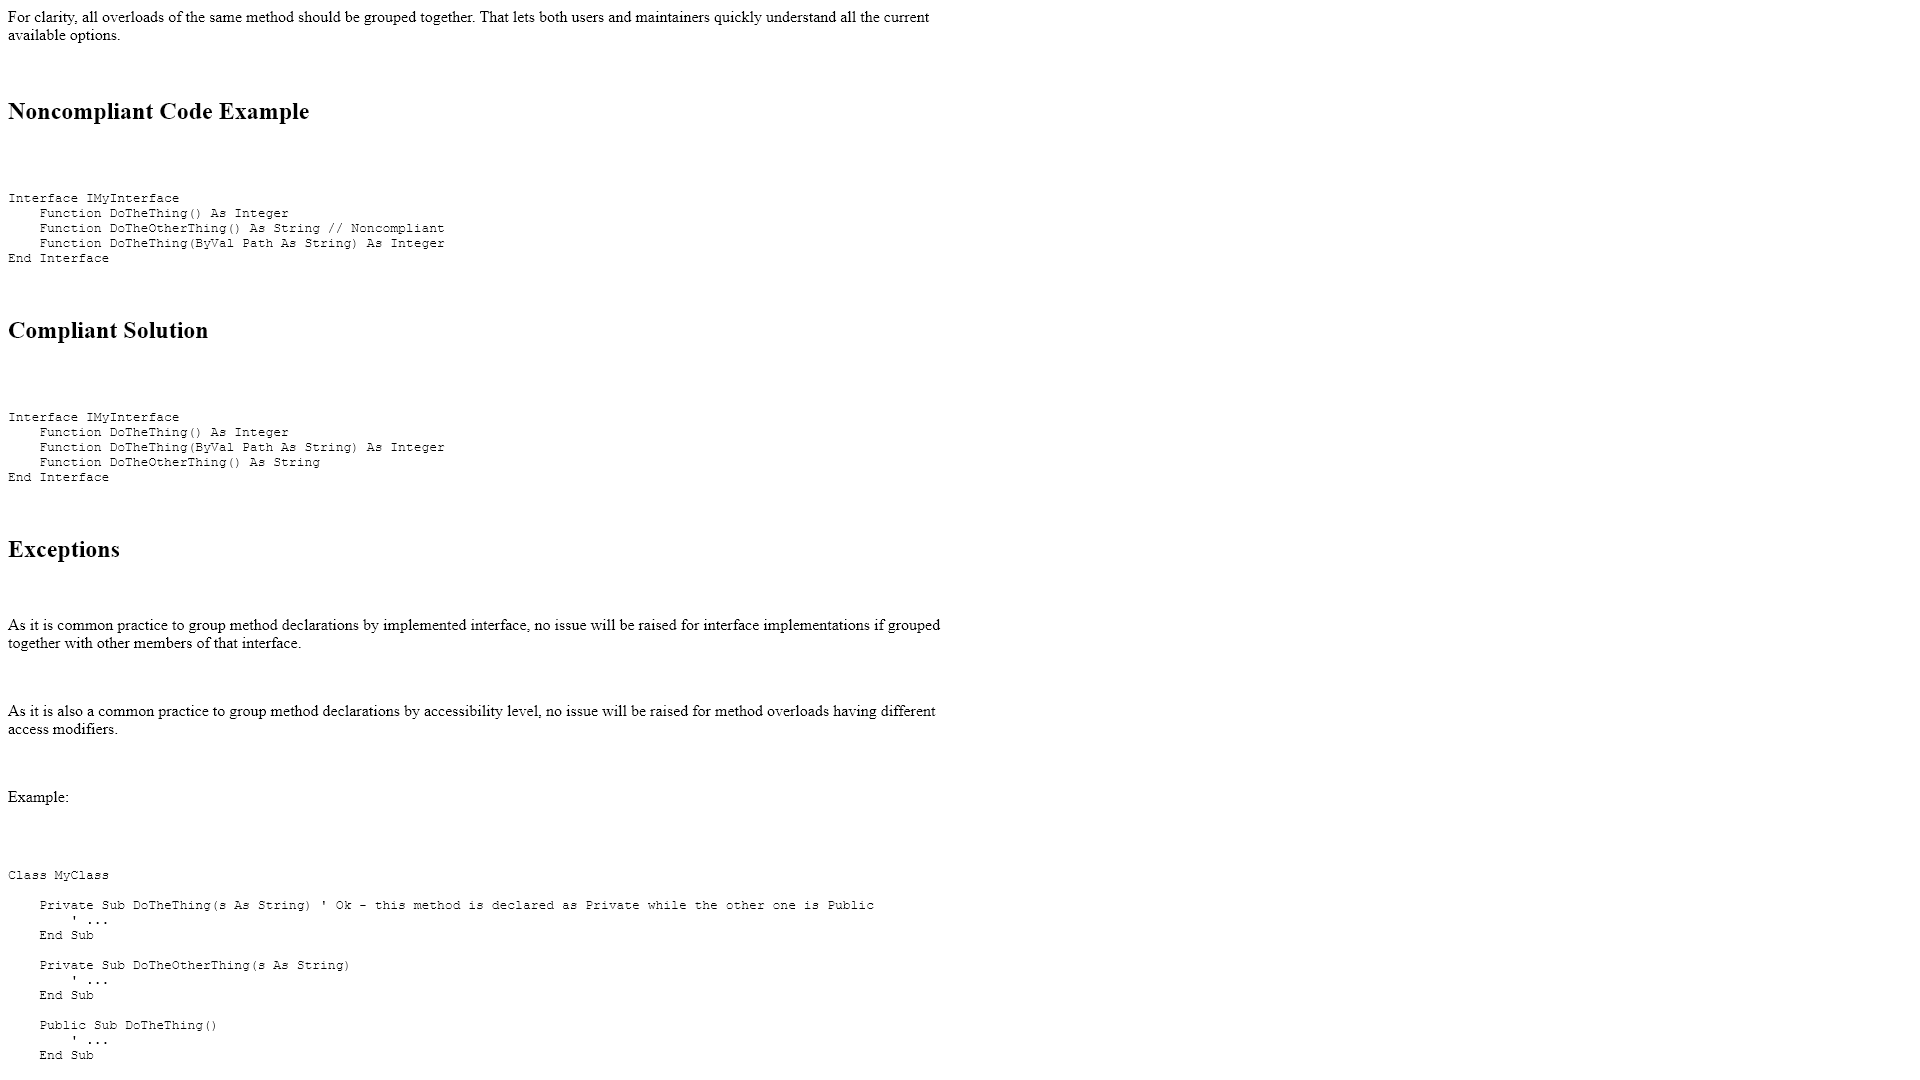 For clarity, all overloads of the same method should be grouped together. That lets both users and maintainers quickly understand all the current
available options.
Noncompliant Code Example
Interface IMyInterface
    Function DoTheThing() As Integer
    Function DoTheOtherThing() As String // Noncompliant
    Function DoTheThing(ByVal Path As String) As Integer
End Interface
Compliant Solution
Interface IMyInterface
    Function DoTheThing() As Integer
    Function DoTheThing(ByVal Path As String) As Integer
    Function DoTheOtherThing() As String
End Interface
Exceptions
As it is common practice to group method declarations by implemented interface, no issue will be raised for interface implementations if grouped
together with other members of that interface.
As it is also a common practice to group method declarations by accessibility level, no issue will be raised for method overloads having different
access modifiers.
Example:
Class MyClass
    Private Sub DoTheThing(s As String) ' Ok - this method is declared as Private while the other one is Public
        ' ...
    End Sub
    Private Sub DoTheOtherThing(s As String)
        ' ...
    End Sub
    Public Sub DoTheThing()
        ' ...
    End Sub